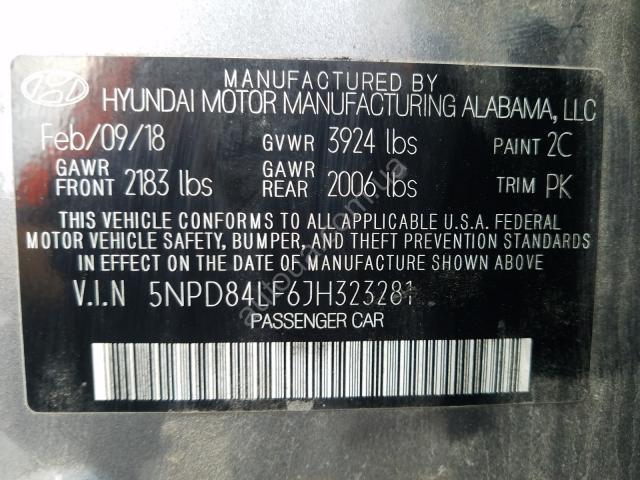 MANUFACTURED BY
HYUNDAI MOTOR MANUFACTURING ALABAMA, LLC
Feb/09/18 GVWR 3924 lbs PAINT 2C
GAWR FRONT 2183 lbs GAWR REAR 2006 lbs TRIM PK
THIS VEHICLE CONFORMS TO ALL APPLICABLE U.S.A. FEDERAL
MOTOR VEHICLE SAFETY, BUMPER, AND THEFT PREVENTION STANDARDS
IN EFFECT ON THE DATE OF MANUFACTURE SHOWN ABOVE
V.I.N 5NPD84LF6JH323281
PASSENGER CAR